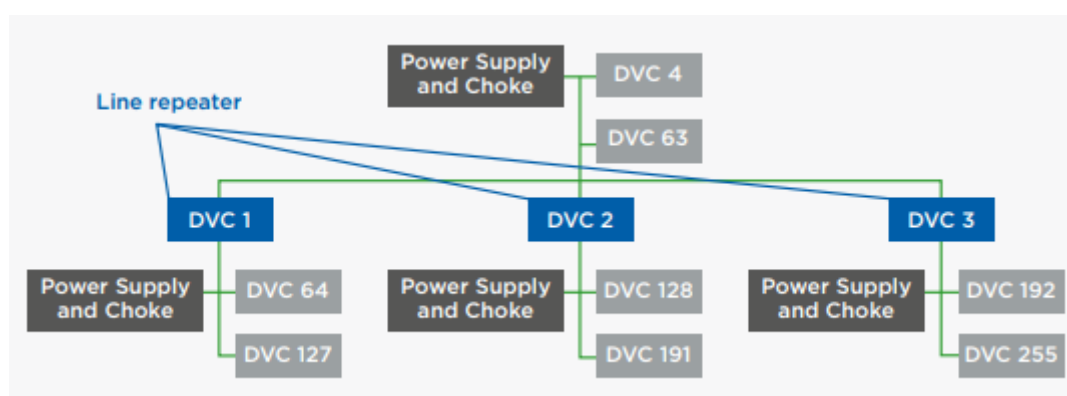 Power Supply
and Choke
DVC 4
Line repeater
DVC 63
DVC 1
DVC 2
DVC 3
Power Supply
and Choke
DVC 64
Power Supply
and Choke
DVC 128
Power Supply
and Choke
DVC 192
DVC 127
DVC 191
DVC 255